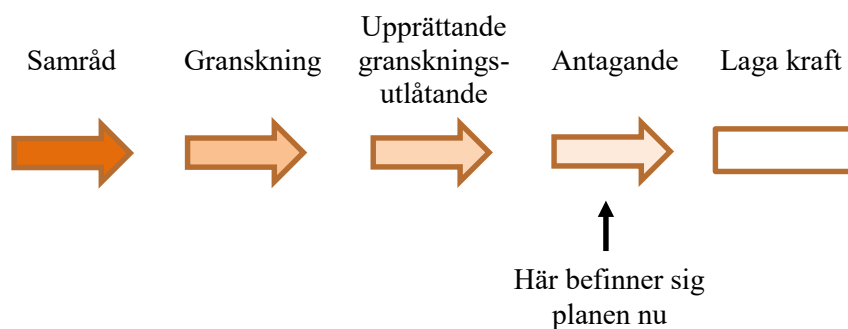 Samråd
Granskning
Upprättande
gransknings-
utlåtande
Antagande
Laga kraft
Här befinner sig
planen nu